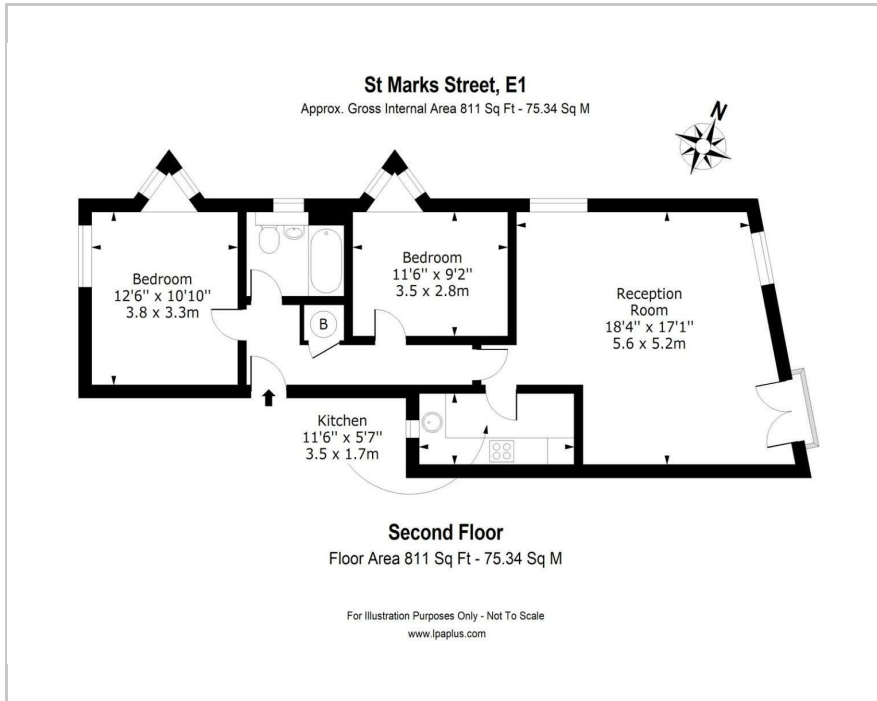 St Marks Street, E1
Approx. Gross Internal Area 811 Sq Ft - 75.34 Sq M
N
Bedroom
12'6'' x 10'10''
3.8 x 3.3m
B
Bedroom
11'6'' x 9'2''
3.5 x 2.8m
Reception
Room
18'4'' x 17'1''
5.6 x 5.2m
Kitchen
11'6'' x 5'7''
3.5 x 1.7m
Second Floor
Floor Area 811 Sq Ft - 75.34 Sq M
For Illustration Purposes Only - Not To Scale
www.lpaplus.com